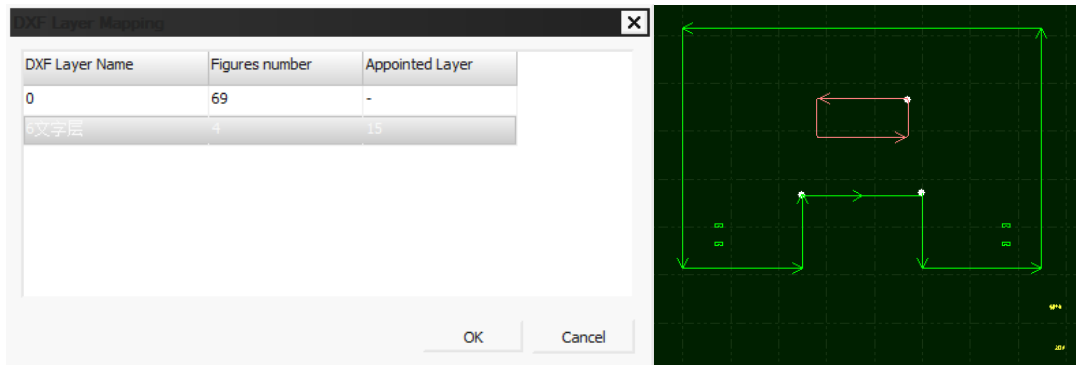 DXF Layer Mapping
DXF Layer Name Figures number Appointed Layer
0 69 -
6文字层 4 15
OK Cancel